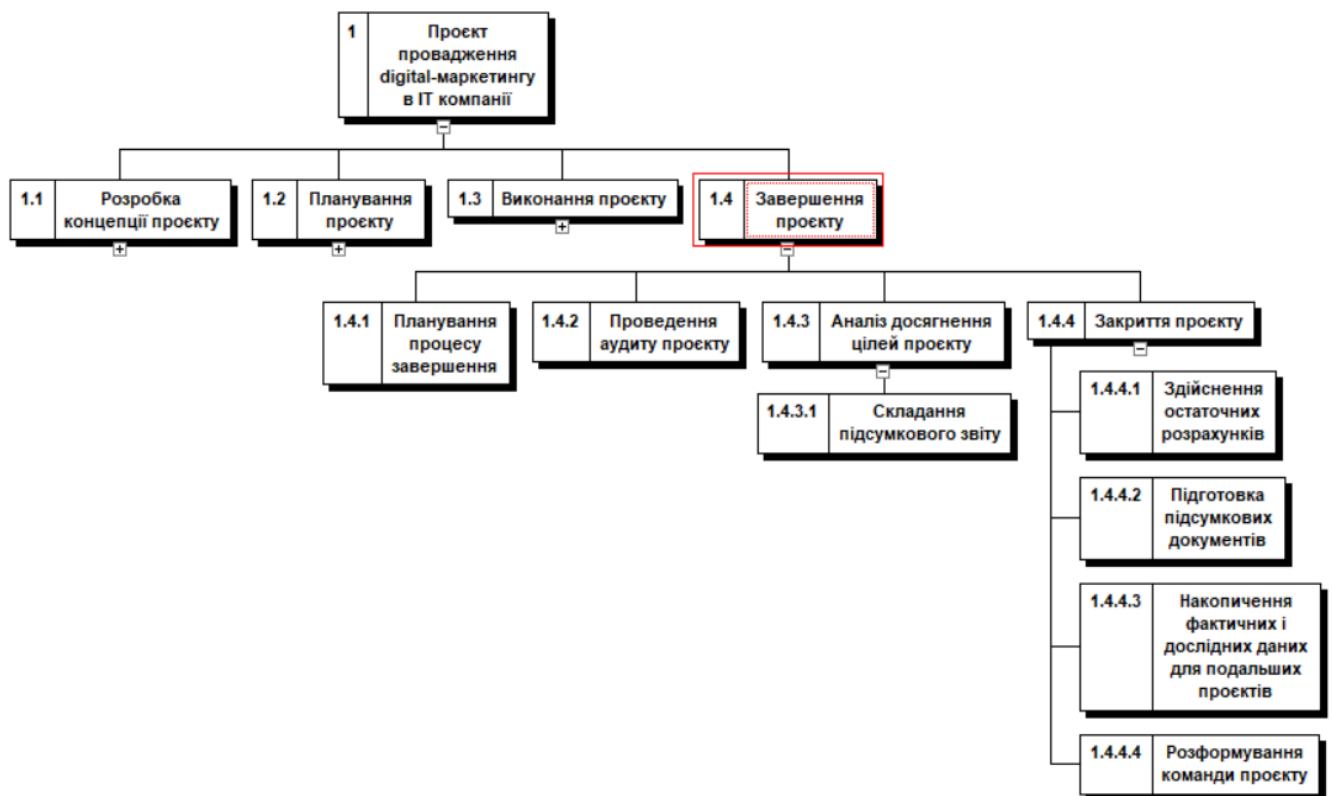 1 Проєкт
провадження
digital-маркетингу
в ІТ компанії
1.1 Розробка
концепції проєкту
1.2 Планування
проєкту
1.3 Виконання проєкту
1.4 Завершення
проєкту
1.4.1 Планування
процесу
завершення
1.4.2 Проведення
аудиту проєкту
1.4.3 Аналіз досягнення
цілей проєкту
1.4.3.1 Складання
підсумкового звіту
1.4.4 Закриття проєкту
1.4.4.1 Здійснення
остаточних
розрахунків
1.4.4.2 Підготовка
підсумкових
документів
1.4.4.3 Накопичення
фактичних і
дослідних даних
для подальших
проєктів
1.4.4.4 Розформування
команди проєкту